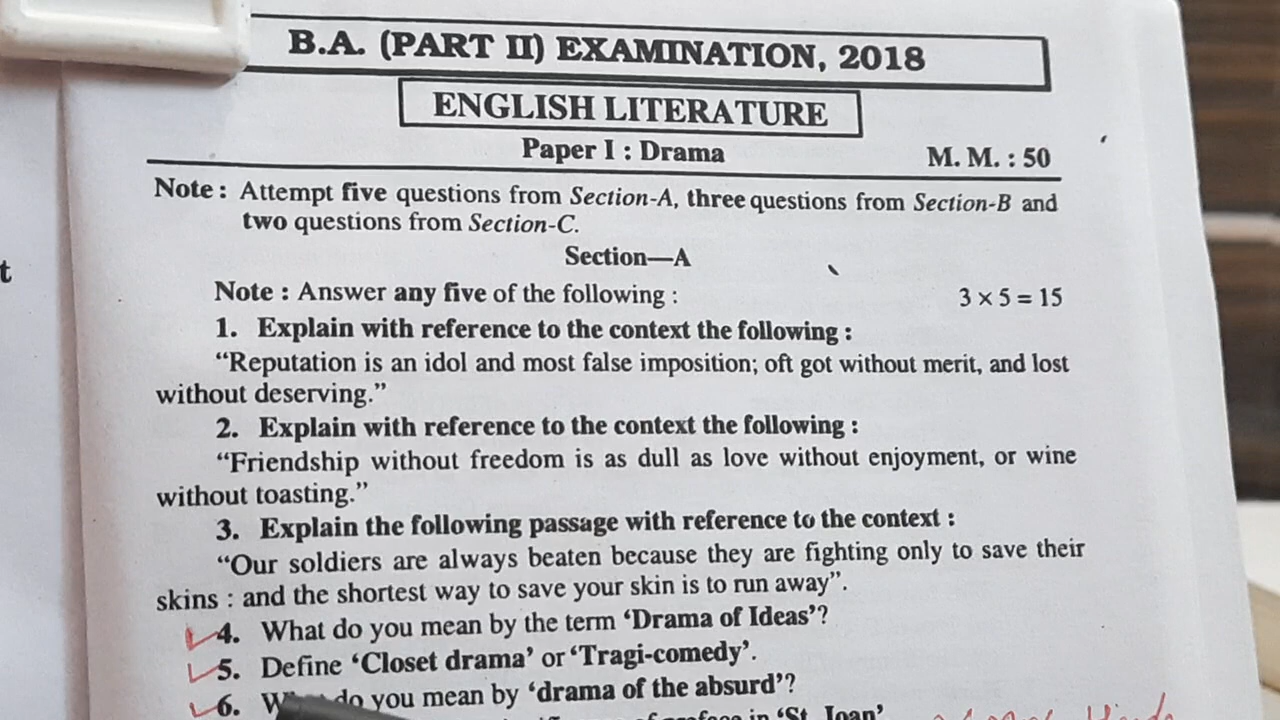 B.A. (PART II) EXAMINATION, 2018
ENGLISH LITERATURE
Paper I : Drama
M. M. : 50
Note : Attempt five questions from Section-A, three questions from Section-B and
two questions from Section-C.
Section—A
Note : Answer any five of the following :
3 × 5 = 15
1. Explain with reference to the context the following :
“Reputation is an idol and most false imposition; oft got without merit, and lost
without deserving.”
2. Explain with reference to the context the following :
“Friendship without freedom is as dull as love without enjoyment, or wine
without toasting.”
3. Explain the following passage with reference to the context :
“Our soldiers are always beaten because they are fighting only to save their
skins : and the shortest way to save your skin is to run away”.
4. What do you mean by the term ‘Drama of Ideas’?
5. Define ‘Closet drama’ or ‘Tragi-comedy’.
6. do you mean by ‘drama of the absurd’?
of preface in ‘St. Joan’
t